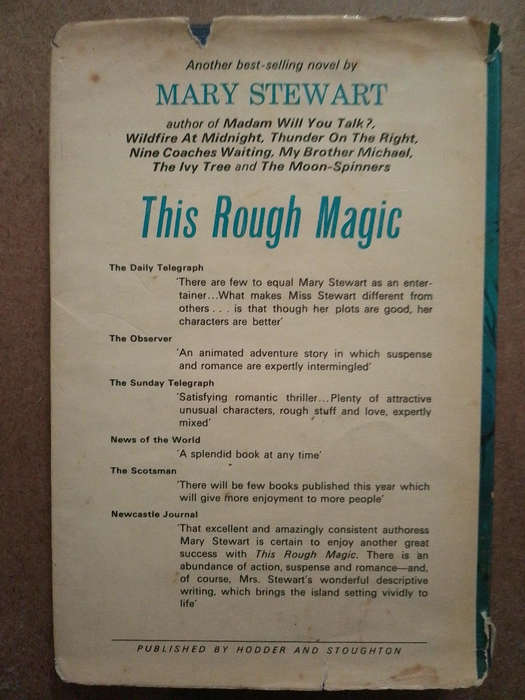 Another best-selling novel by
MARY STEWART
author of Madam Will You Talk?,
Wildfire At Midnight, Thunder On The Right,
Nine Coaches Waiting, My Brother Michael,
The Ivy Tree and The Moon-Spinners
This Rough Magic
The Daily Telegraph
'There are few to equal Mary Stewart as an enter-
tainer...What makes Miss Stewart different from
others . . . is that though her plots are good, her
characters are better'
The Observer
'An animated adventure story in which suspense
and romance are expertly intermingled'
The Sunday Telegraph
'Satisfying romantic thriller...Plenty of attractive
unusual characters, rough stuff and love, expertly
mixed'
News of the World
'A splendid book at any time'
The Scotsman
'There will be few books published this year which
will give more enjoyment to more people'
Newcastle Journal
'That excellent and amazingly consistent authoress
Mary Stewart is certain to enjoy another great
success with This Rough Magic. There is an
abundance of action, suspense and romance—and,
of course, Mrs. Stewart's wonderful descriptive
writing, which brings the island setting vividly to
life'
PUBLISHED BY HODDER AND STOUGHTON